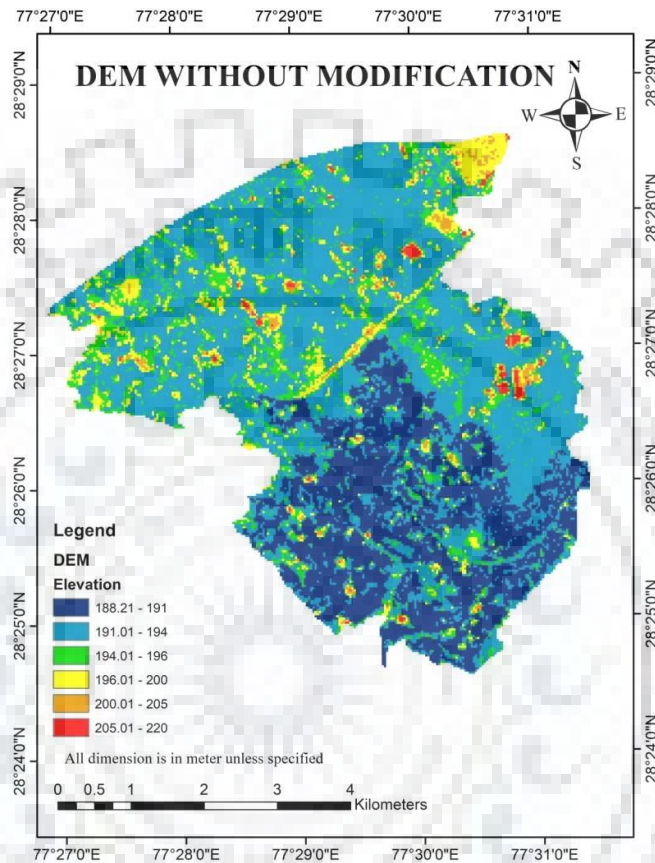 77°27'0"E 77°28'0"E 77°29'0"E 77°30'0"E 77°31'0"E
DEM WITHOUT MODIFICATION
N
W E
S
28°29'0"N 28°29'0"N
28°28'0"N 28°28'0"N
28°27'0"N 28°27'0"N
28°26'0"N 28°26'0"N
28°25'0"N 28°25'0"N
28°24'0"N 28°24'0"N
Legend
DEM
Elevation
188.21 - 191
191.01 - 194
194.01 - 196
196.01 - 200
200.01 - 205
205.01 - 220
All dimension is in meter unless specified
0 0.5 1 2 3 4
Kilometers
77°27'0"E 77°28'0"E 77°29'0"E 77°30'0"E 77°31'0"E